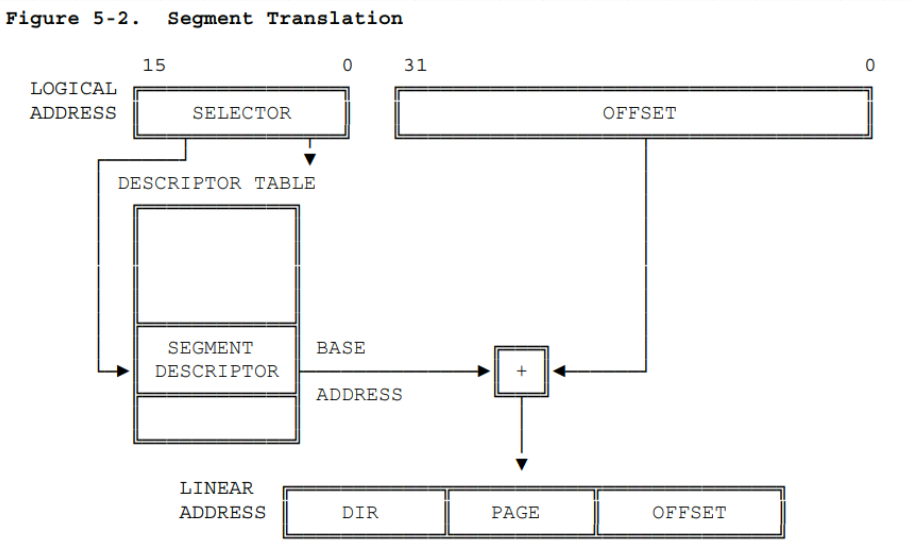 Figure 5-2. Segment Translation
15 0 31 0
LOGICAL
ADDRESS SELECTOR OFFSET
DESCRIPTOR TABLE
SEGMENT BASE
DESCRIPTOR +
ADDRESS
LINEAR
ADDRESS DIR PAGE OFFSET